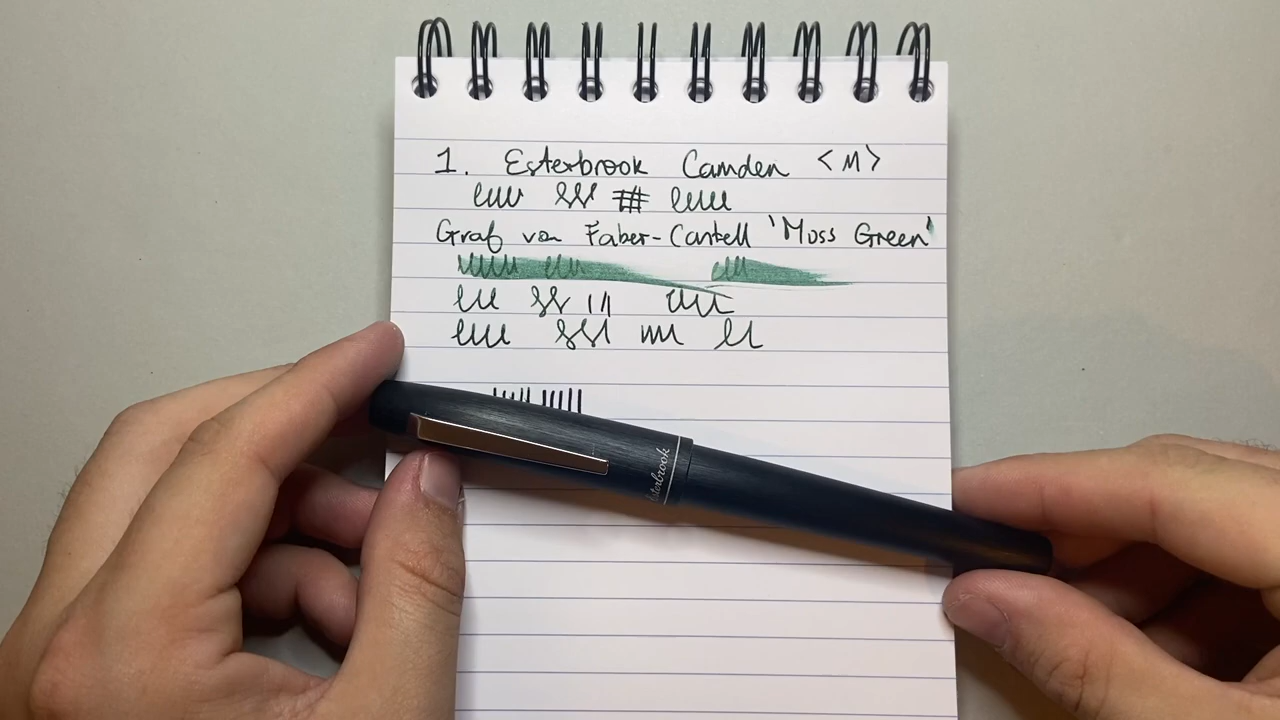 1. Esterbrook Camden <M>
Graf von Faber-Castell 'Moss Green'
esterbrook